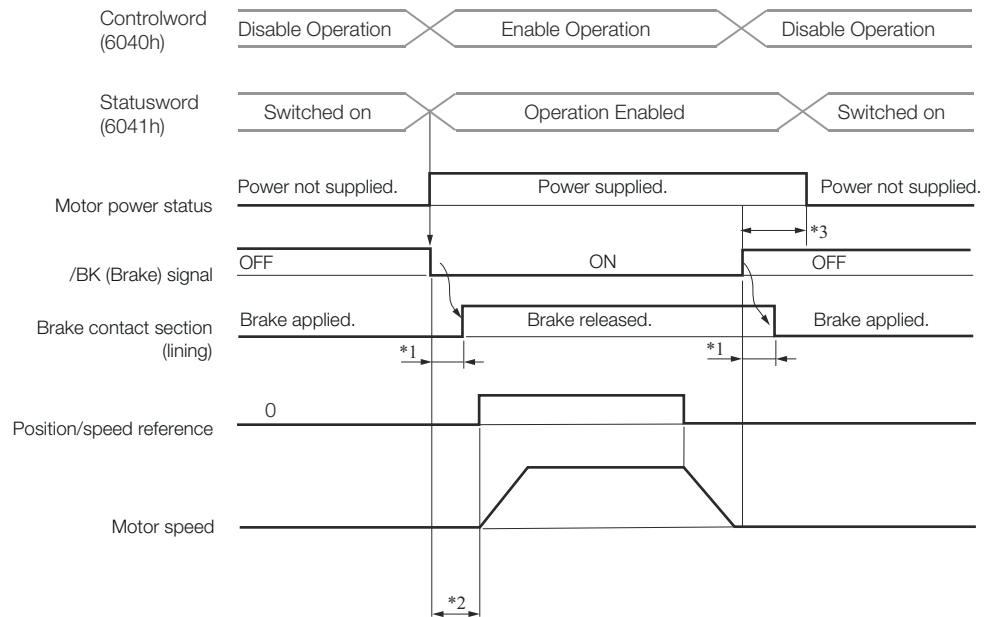 Controlword
(6040h)
Disable Operation
Enable Operation
Disable Operation
Statusword
(6041h)
Switched on
Operation Enabled
Switched on
Motor power status
Power not supplied.
Power supplied.
Power not supplied.
*3
/BK (Brake) signal
OFF
ON
OFF
Brake contact section
(lining)
Brake applied.
Brake released.
Brake applied.
*1
*1
Position/speed reference
0
Motor speed
*2